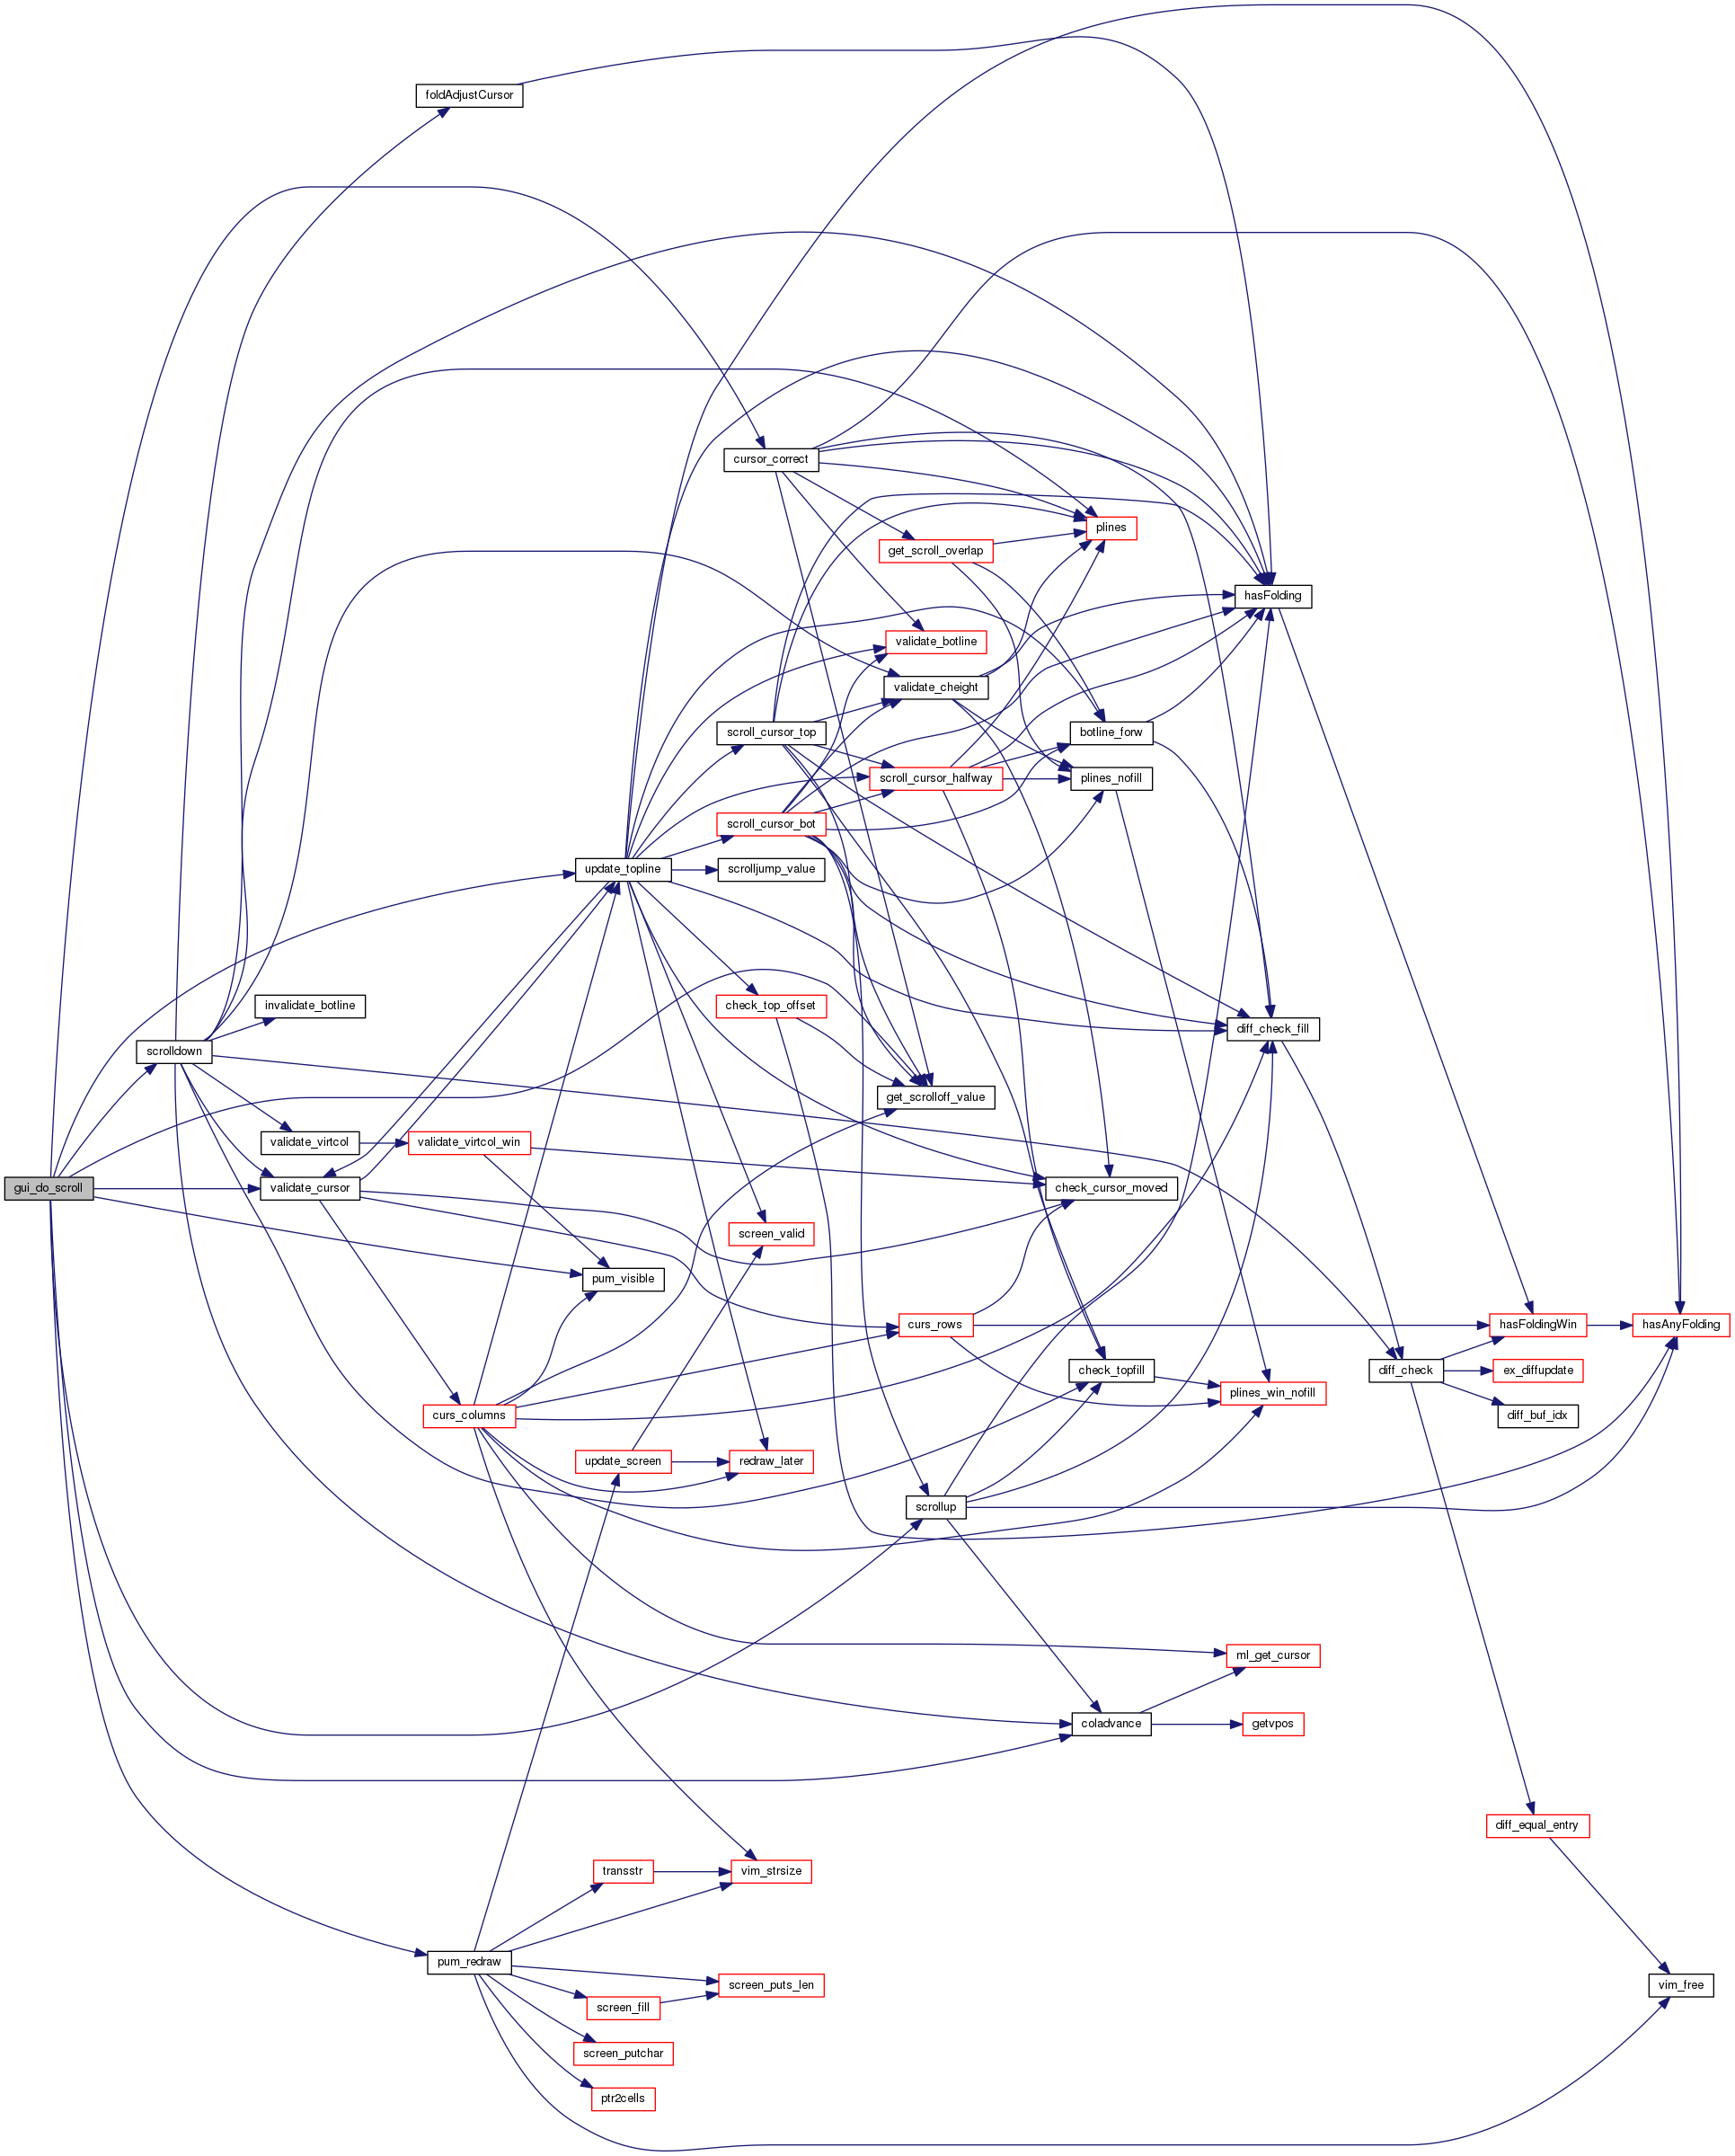 foldAdjustCursor
cursor_correct
plines
get_scroll_overlap
hasFolding
validate_botline
validate_cheight
scroll_cursor_top
botline_forw
scroll_cursor_halfway
plines_nofill
scroll_cursor_bot
update_topline
scrolljump_value
invalidate_botline
check_top_offset
diff_check_fill
scrolldown
get_scrolloff_value
validate_virtcol
validate_virtcol_win
gui_do_scroll
validate_cursor
check_cursor_moved
screen_valid
pum_visible
curs_rows
hasFoldingWin
hasAnyFolding
check_topfill
diff_check
ex_diffupdate
plines_win_nofill
curs_columns
diff_buf_idx
update_screen
redraw_later
scrollup
ml_get_cursor
coladvance
getvpos
diff_equal_entry
transstr
vim_strsize
pum_redraw
screen_puts_len
vim_free
screen_fill
screen_putchar
ptr2cells